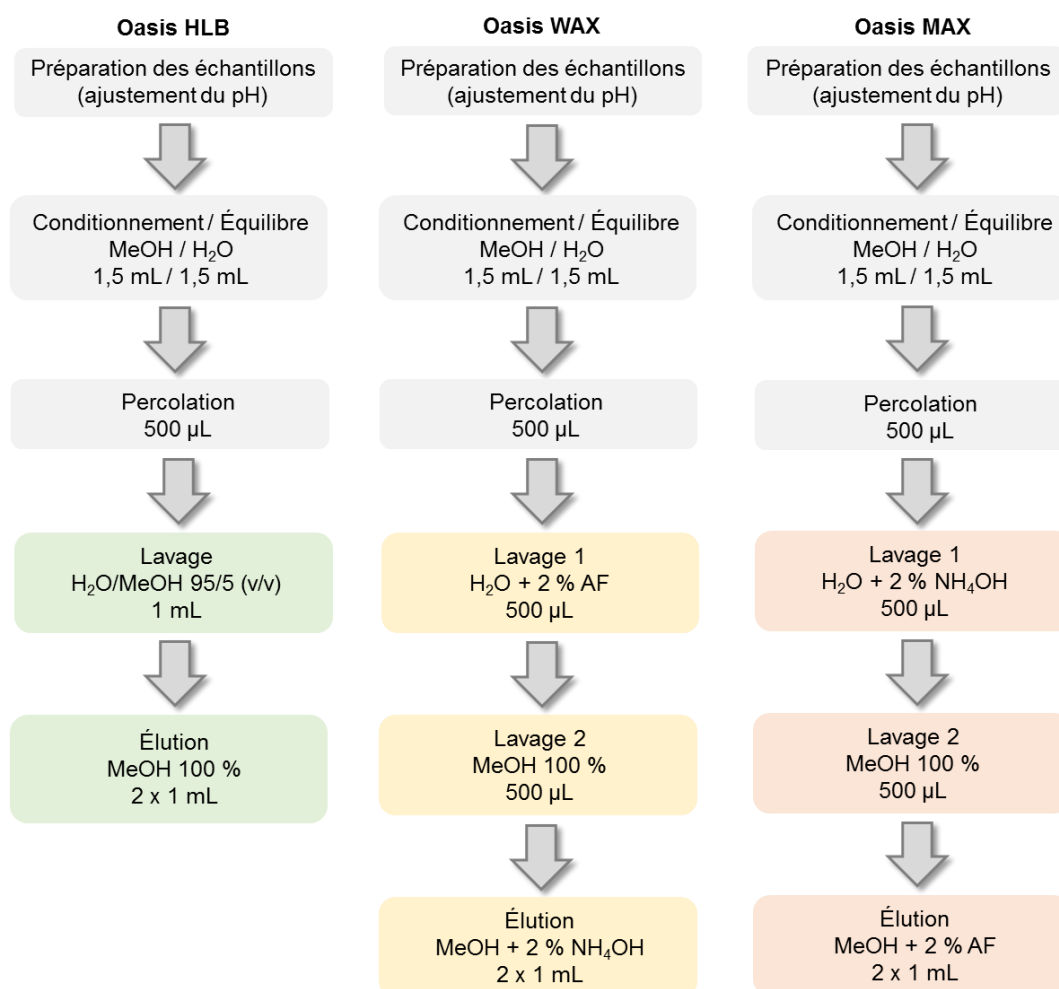 Oasis HLB
Préparation des échantillons
(ajustement du pH)
Conditionnement / Équilibre
MeOH / H₂O
1,5 mL / 1,5 mL
Percolation
500 µL
Lavage
H₂O/MeOH 95/5 (v/v)
1 mL
Élution
MeOH 100 %
2 x 1 mL
Oasis WAX
Préparation des échantillons
(ajustement du pH)
Conditionnement / Équilibre
MeOH / H₂O
1,5 mL / 1,5 mL
Percolation
500 µL
Lavage 1
H₂O + 2 % AF
500 µL
Lavage 2
MeOH 100 %
500 µL
Élution
MeOH + 2 % NH₄OH
2 x 1 mL
Oasis MAX
Préparation des échantillons
(ajustement du pH)
Conditionnement / Équilibre
MeOH / H₂O
1,5 mL / 1,5 mL
Percolation
500 µL
Lavage 1
H₂O + 2 % NH₄OH
500 µL
Lavage 2
MeOH 100 %
500 µL
Élution
MeOH + 2 % AF
2 x 1 mL